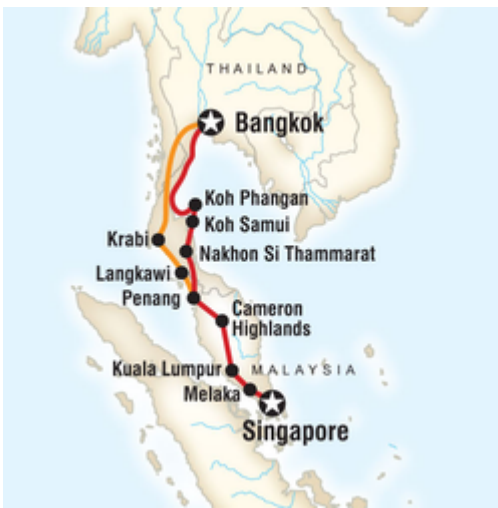 THAILAND
Bangkok
Koh Phangan
Koh Samui
Krabi
Nakhon Si Thammarat
Langkawi
Penang
Cameron
Highlands
Kuala Lumpur
MALAYSIA
Melaka
Singapore